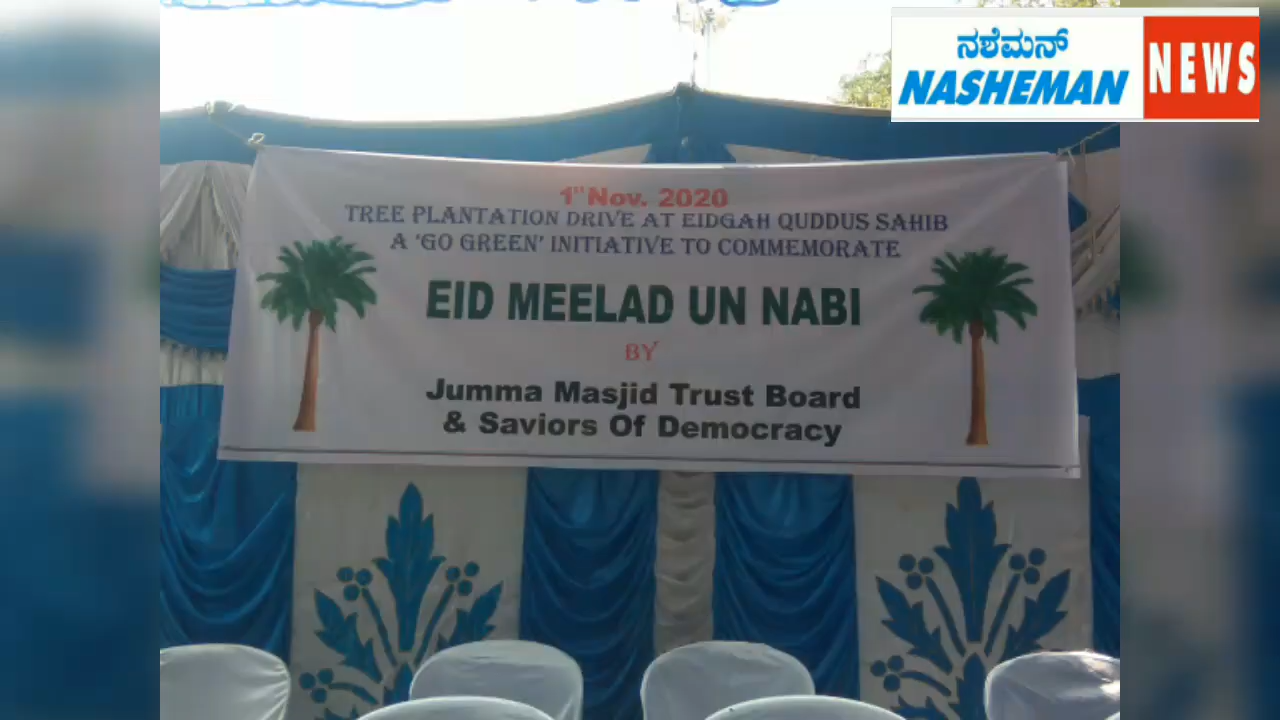 ನಶೆಮನ್
NASHEMAN
NEWS
1st Nov. 2020
TREE PLANTATION DRIVE AT EIDGAH QUDDUS SAHIB
A 'GO GREEN' INITIATIVE TO COMMEMORATE
EID MEELAD UN NABI
BY
Jumma Masjid Trust Board
& Saviors Of Democracy